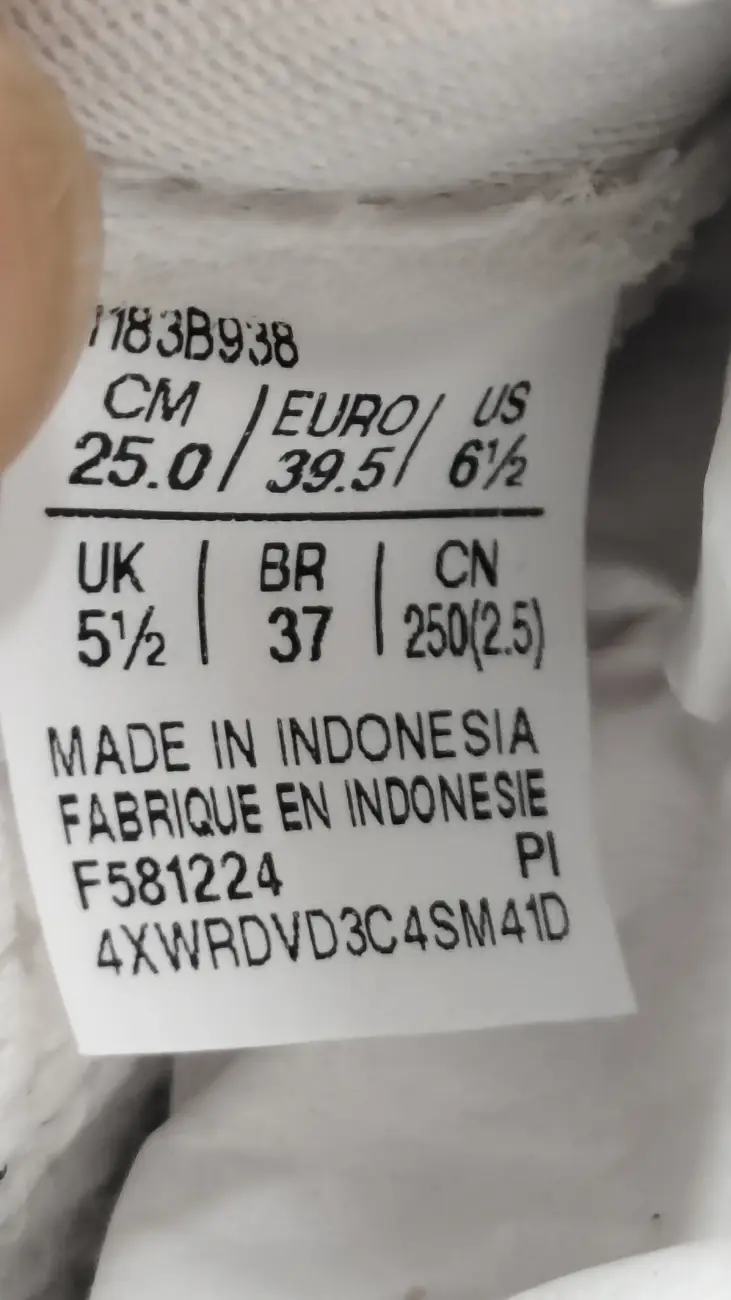 1183B938
CM / EURO / US
25.0 / 39.5 / 6½
UK | BR | CN
5½ | 37 | 250(2.5)
MADE IN INDONESIA
FABRIQUE EN INDONESIE
F581224 PI
4XWRDVD3C4SM41D